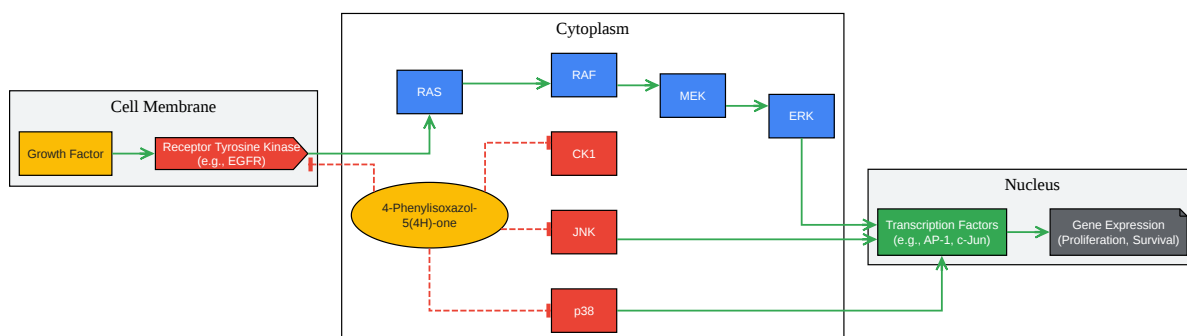 Cytoplasm
RAF
RAS
MEK
Cell Membrane
ERK
Growth Factor
Receptor Tyrosine Kinase
(e.g., EGFR)
CK1
Nucleus
4-Phenylisoxazol-
5(4H)-one
JNK
Transcription Factors
(e.g., AP-1, c-Jun)
Gene Expression
(Proliferation, Survival)
p38